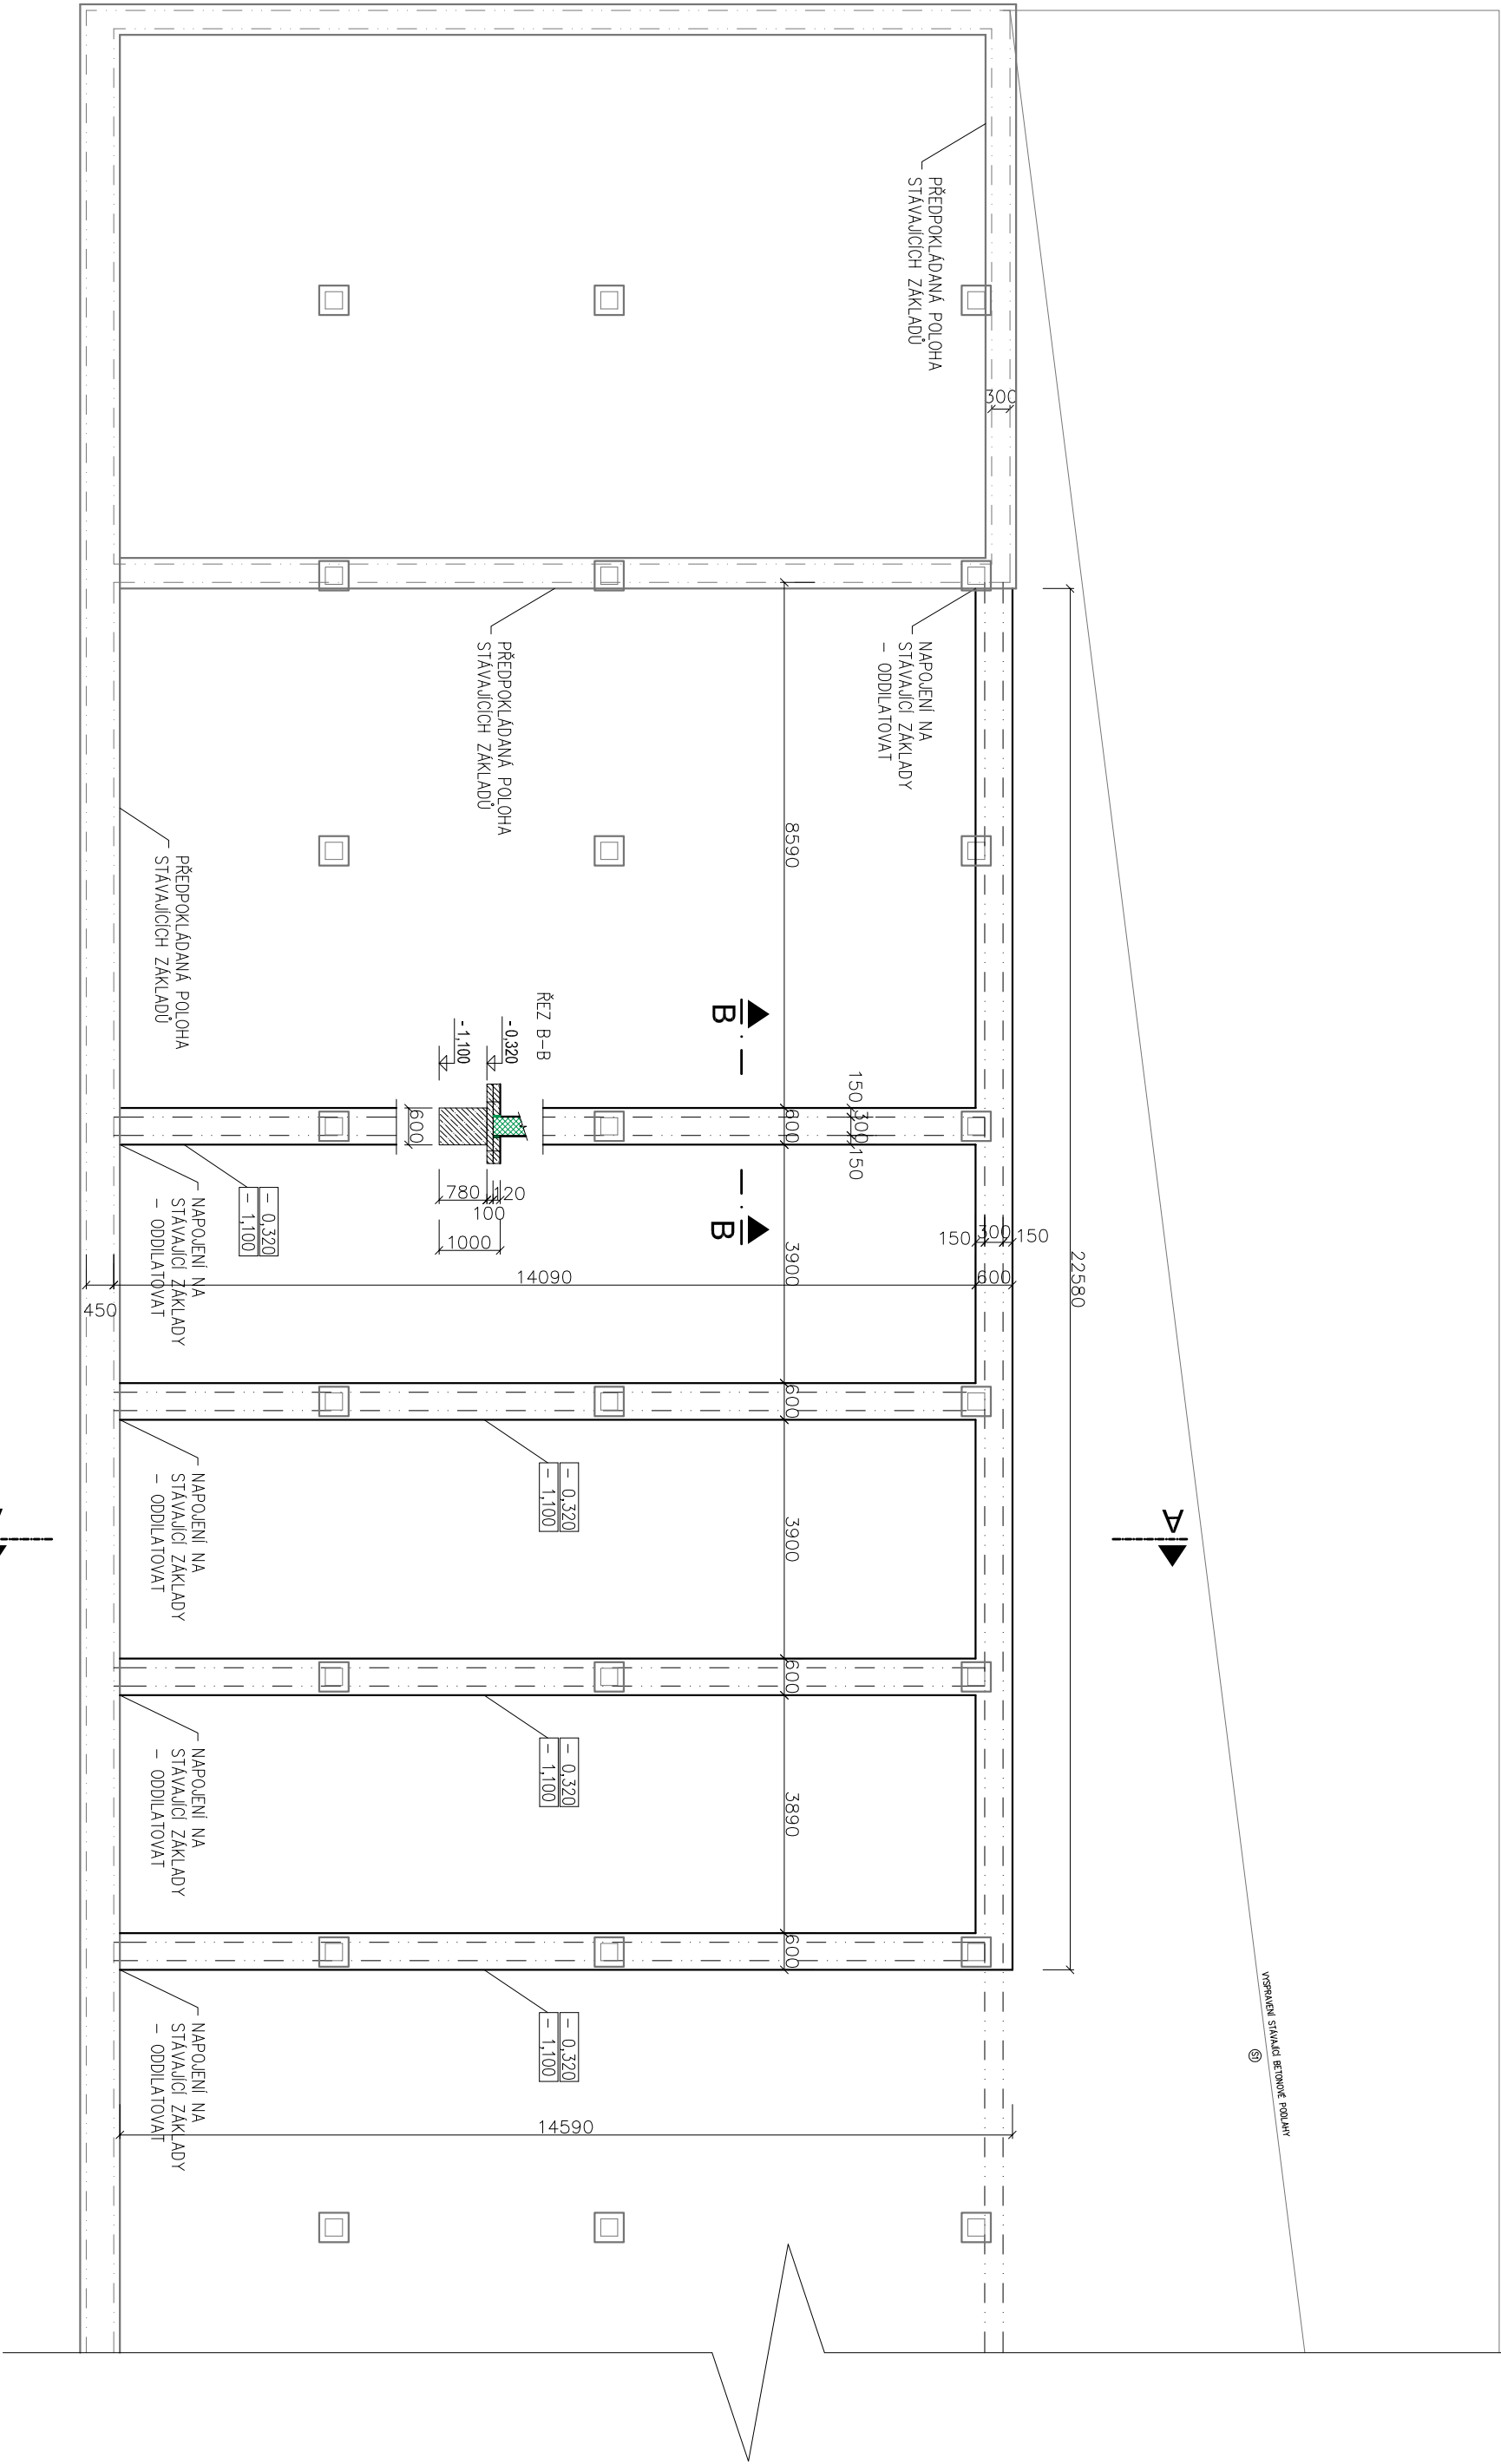 PŘEDPOKLÁDANÁ POLOHA
STÁVAJÍCÍCH ZÁKLADŮ
300
NAPOJENÍ NA
STÁVAJÍCÍ ZÁKLADY
- ODDILATOVAT
PŘEDPOKLÁDANÁ POLOHA
STÁVAJÍCÍCH ZÁKLADŮ
PŘEDPOKLÁDANÁ POLOHA
STÁVAJÍCÍCH ZÁKLADŮ
8590
22580
ŘEZ B-B
- 0,320
- 1,100
B
B
150
300
150
600
600
780
120
100
1000
150
300
150
3900
14090
600
450
- 0,320
- 1,100
NAPOJENÍ NA
STÁVAJÍCÍ ZÁKLADY
- ODDILATOVAT
600
- 0,320
- 1,100
3900
NAPOJENÍ NA
STÁVAJÍCÍ ZÁKLADY
- ODDILATOVAT
A
600
- 0,320
- 1,100
3890
NAPOJENÍ NA
STÁVAJÍCÍ ZÁKLADY
- ODDILATOVAT
600
- 0,320
- 1,100
NAPOJENÍ NA
STÁVAJÍCÍ ZÁKLADY
- ODDILATOVAT
14590
VYSPRAVENÍ STÁVAJÍCÍ BETONOVÉ PODLAHY
S1